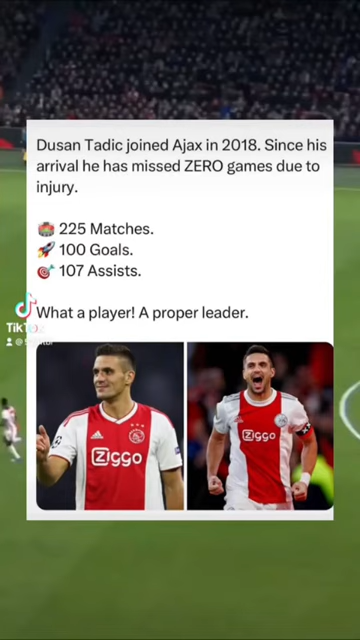 Dusan Tadic joined Ajax in 2018. Since his
arrival he has missed ZERO games due to
injury.
🏟️ 225 Matches.
🚀 100 Goals.
🎯 107 Assists.
What a player! A proper leader.
TikTok
Ziggo
Ziggo